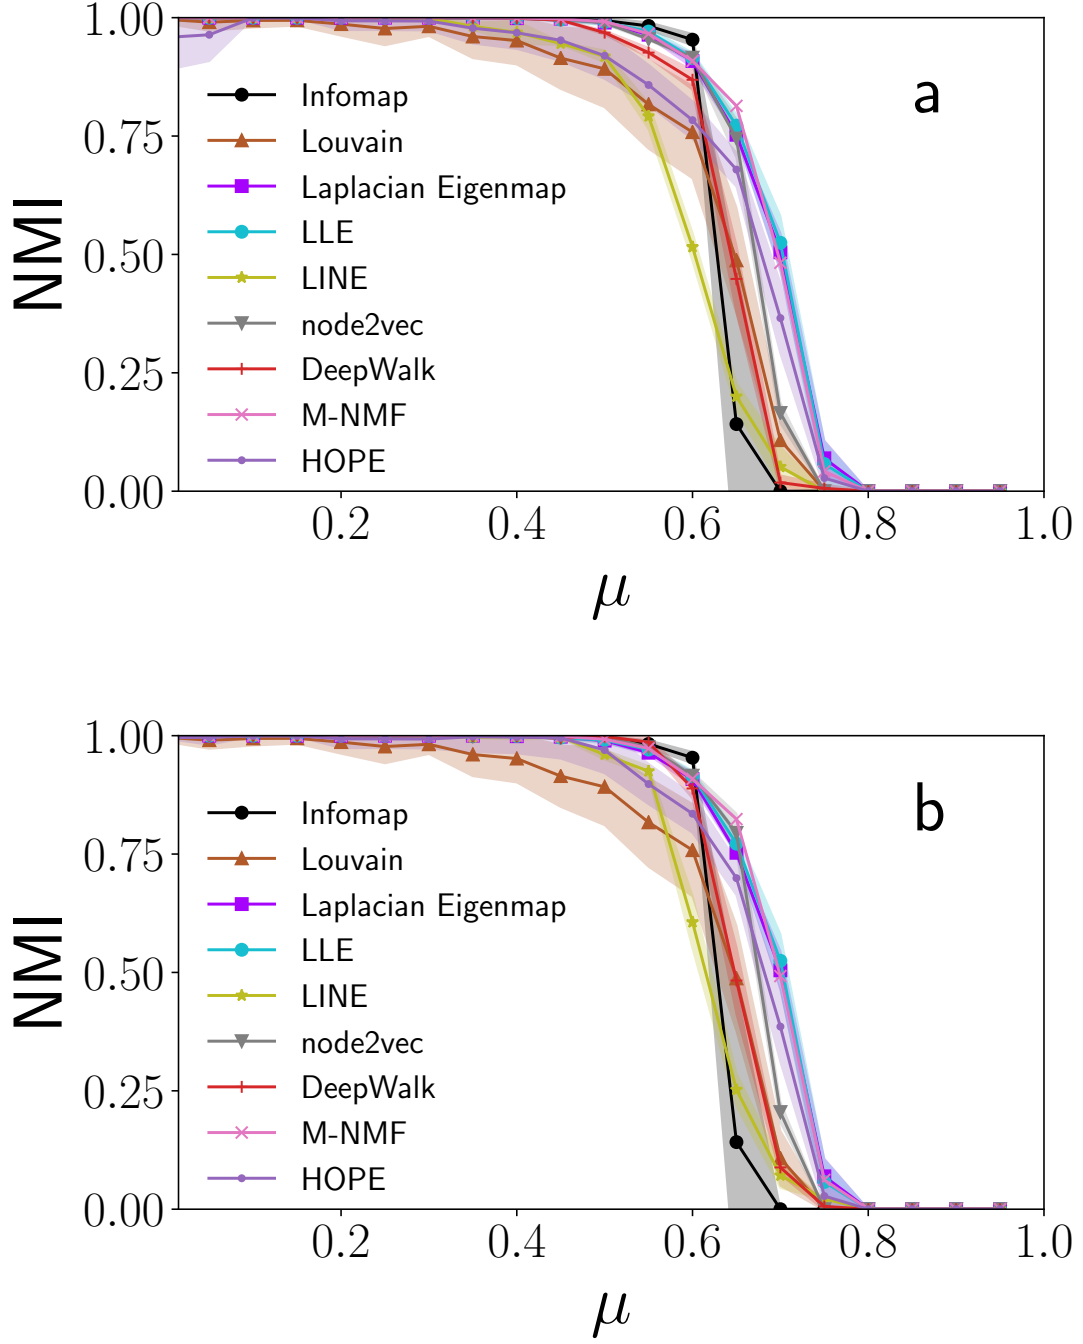 1.00
0.75
0.50
0.25
0.00
NMI
a
Infomap
Louvain
Laplacian Eigenmap
LLE
LINE
node2vec
DeepWalk
M-NMF
HOPE
0.2 0.4 0.6 0.8 1.0
μ
1.00
0.75
0.50
0.25
0.00
NMI
b
Infomap
Louvain
Laplacian Eigenmap
LLE
LINE
node2vec
DeepWalk
M-NMF
HOPE
0.2 0.4 0.6 0.8 1.0
μ